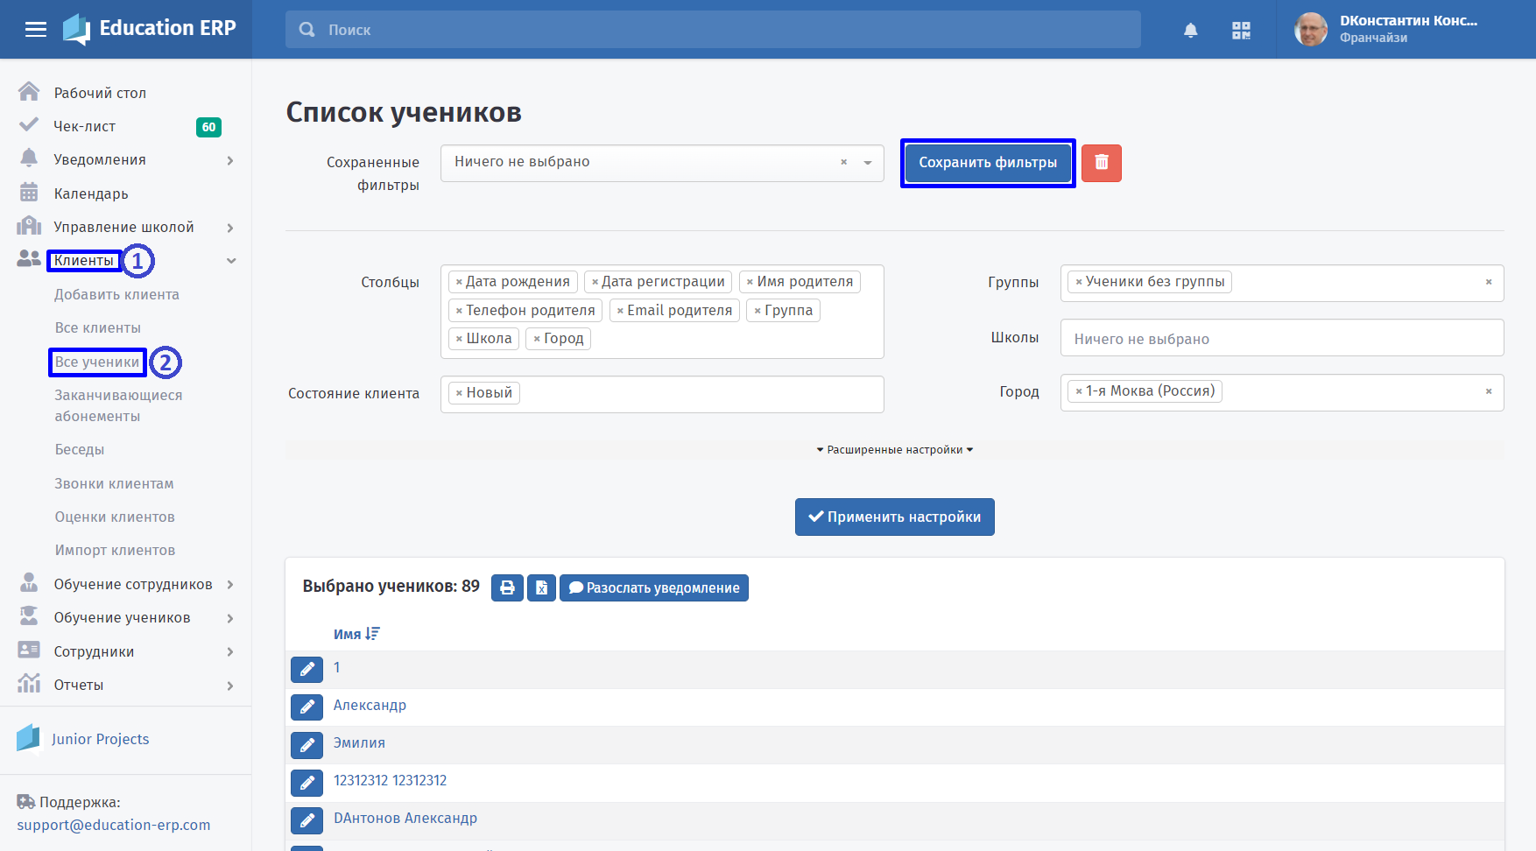 Education ERP
Поиск
DКонстантин Конс...
Франчайзи
Рабочий стол
Чек-лист 60
Уведомления
Календарь
Управление школой
Клиенты 1
Добавить клиента
Все клиенты
Все ученики 2
Заканчивающиеся
абонементы
Беседы
Звонки клиентам
Оценки клиентов
Импорт клиентов
Обучение сотрудников
Обучение учеников
Сотрудники
Отчеты
Junior Projects
Поддержка:
support@education-erp.com
Список учеников
Сохраненные
фильтры
Ничего не выбрано × 
Сохранить фильтры
Столбцы
× Дата рождения × Дата регистрации × Имя родителя
× Телефон родителя × Email родителя × Группа
× Школа × Город
Состояние клиента
× Новый
Группы
× Ученики без группы ×
Школы
Ничего не выбрано
Город
× 1-я Моква (Россия) ×
Расширенные настройки
Применить настройки
Выбрано учеников: 89 Разослать уведомление
Имя
1
Александр
Эмилия
12312312 12312312
DАнтонов Александр